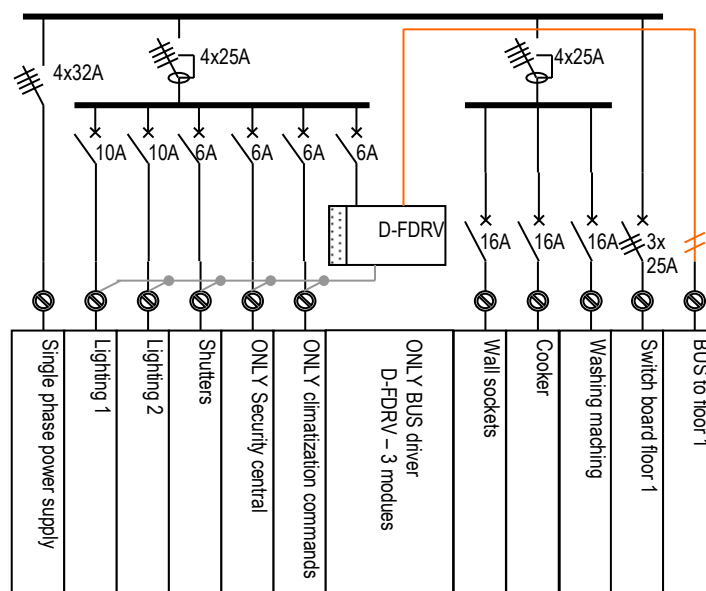 4x32A
4x25A
4x25A
10A
10A
6A
6A
6A
6A
D-FDRV
16A
16A
16A
3x
25A
Single phase power supply
Lighting 1
Lighting 2
Shutters
ONLY Security central
ONLY climatization commands
ONLY BUS driver
D-FDRV – 3 modues
Wall sockets
Cooker
Washing maching
Switch board floor 1
BUS to floor 1